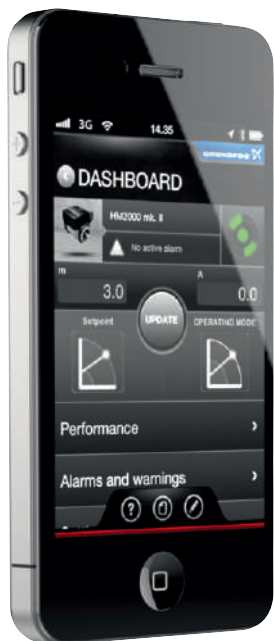 3G 14.35
GRUNDFOS
DASHBOARD
HM2000 mk. II
No active alarm
m A
3.0 0.0
UPDATE
Setpoint OPERATING MODE
Performance
Alarms and warnings
?